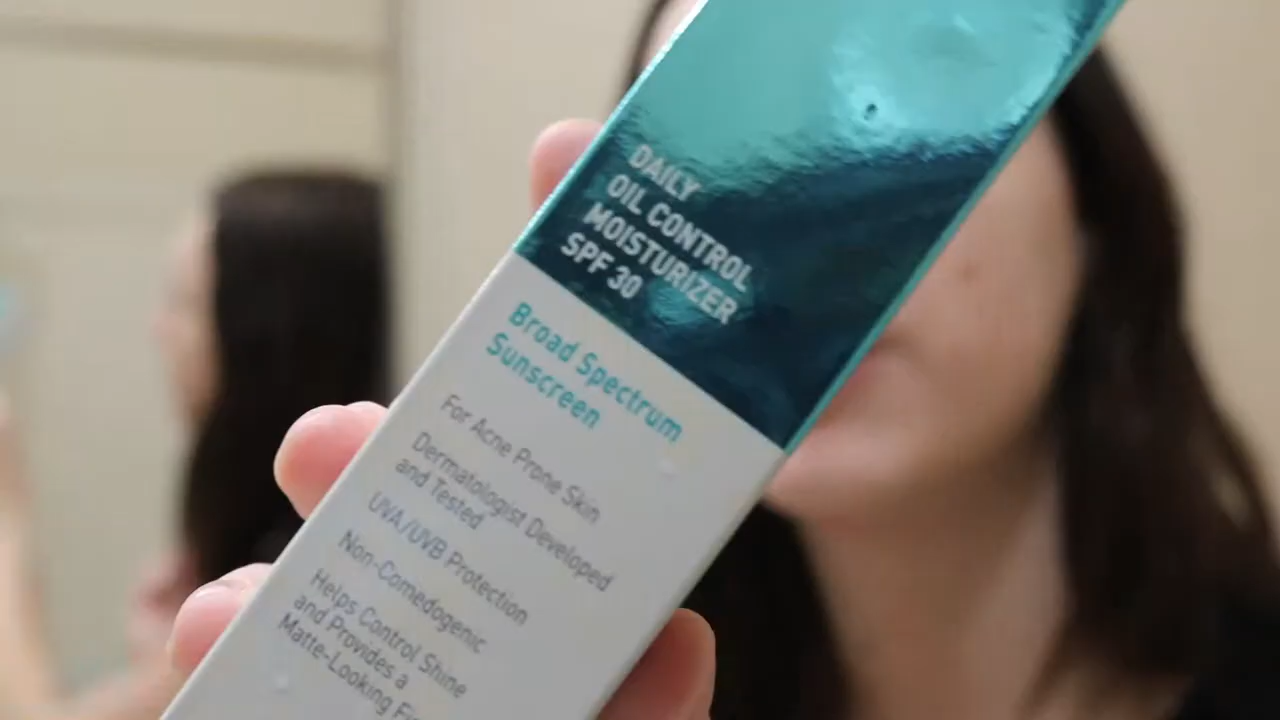 DAILY
OIL CONTROL
MOISTURIZER
SPF 30
Broad Spectrum
Sunscreen
For Acne Prone Skin
Dermatologist Developed
and Tested
UVA/UVB Protection
Non-Comedogenic
Helps Control Shine
and Provides a
Matte-Looking